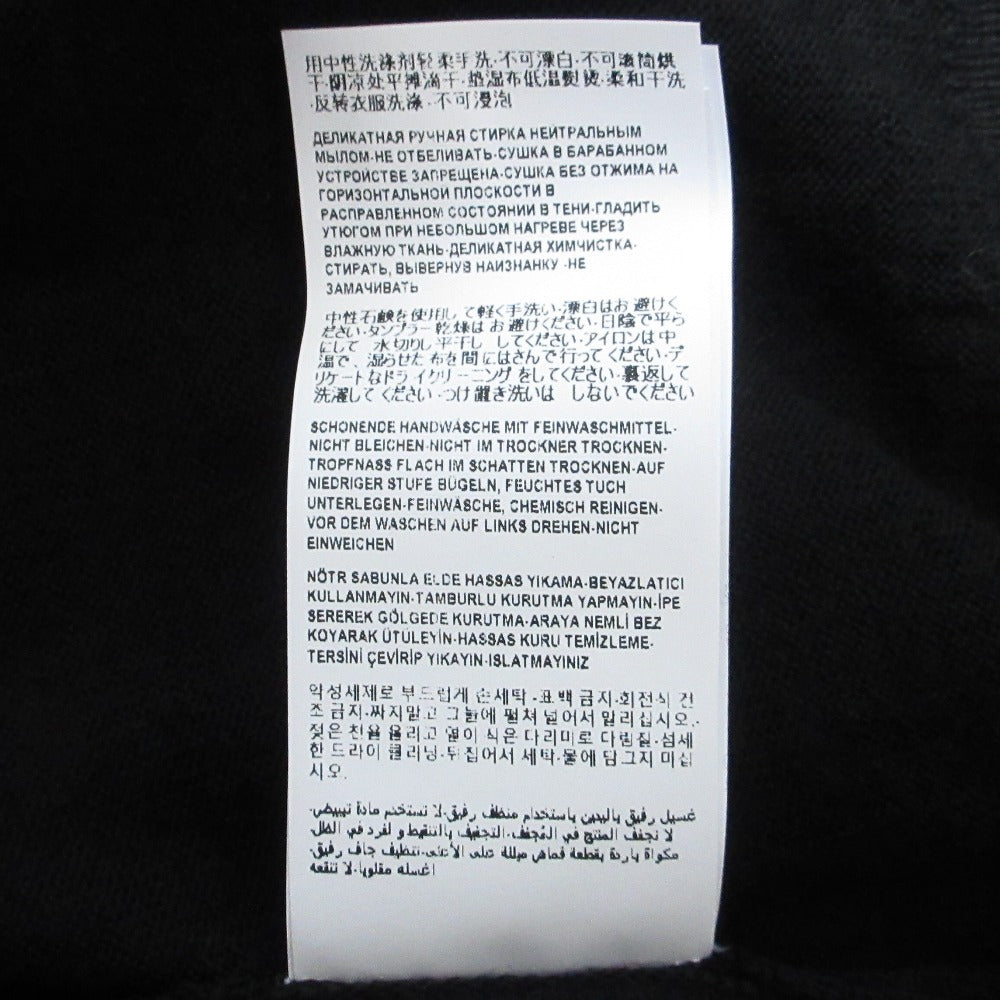 用中性洗涤剂轻柔手洗·不可漂白·不可滚筒烘
干·阴凉处平摊滴干·垫湿布低温熨烫·柔和干洗
·反转衣服洗涤·不可浸泡
ДЕЛИКАТНАЯ РУЧНАЯ СТИРКА НЕЙТРАЛЬНЫМ
МЫЛОМ-НЕ ОТБЕЛИВАТЬ-СУШКА В БАРАБАННОМ
УСТРОЙСТВЕ ЗАПРЕЩЕНА-СУШКА БЕЗ ОТЖИМА НА
ГОРИЗОНТАЛЬНОЙ ПЛОСКОСТИ В
РАСПРАВЛЕННОМ СОСТОЯНИИ В ТЕНИ-ГЛАДИТЬ
УТЮГОМ ПРИ НЕБОЛЬШОМ НАГРЕВЕ ЧЕРЕЗ
ВЛАЖНУЮ ТКАНЬ-ДЕЛИКАТНАЯ ХИМЧИСТКА-
СТИРАТЬ, ВЫВЕРНУВ НАИЗНАНКУ -НЕ
ЗАМАЧИВАТЬ
中性石鹸を使用して軽く手洗い·漂白はお避けく
ださい·タンブラー乾燥はお避けください·日陰で平ら
にして 水切りし平干し してください·アイロンは中
温で、湿らせた布を間にはさんで行ってください·デ
リケートなドライクリーニングをしてください·裏返して
洗濯してください·つけ置き洗いは しないでください
SCHONENDE HANDWÄSCHE MIT FEINWASCHMITTEL-
NICHT BLEICHEN-NICHT IM TROCKNER TROCKNEN-
TROPFNASS FLACH IM SCHATTEN TROCKNEN-AUF
NIEDRIGER STUFE BÜGELN, FEUCHTES TUCH
UNTERLEGEN-FEINWÄSCHE, CHEMISCH REINIGEN-
VOR DEM WASCHEN AUF LINKS DREHEN-NICHT
EINWEICHEN
NÖTR SABUNLA ELDE HASSAS YIKAMA-BEYAZLATICI
KULLANMAYIN-TAMBURLU KURUTMA YAPMAYIN-İPE
SEREREK GÖLGEDE KURUTMA-ARAYA NEMLİ BEZ
KOYARAK ÜTÜLEYİN-HASSAS KURU TEMİZLEME-
TERSİNİ ÇEVİRİP YIKAYIN-ISLATMAYINIZ
약성세제로 부드럽게 손세탁-표백 금지-회전식 건
조 금지-짜지말고 그늘에 펼쳐 널어서 말리십시오.-
젖은 천을 올리고 열이 식은 다리미로 다림질-섬세
한 드라이 클리닝-뒤집어서 세탁-물에 담그지 마십
시오.
غسيل رفيق باليدين باستخدام منظف رفيق-لا تستخدم مادة تبييض-
لا تجفف المنتج في المُجفف-التجفيف بالتنقيط و لفرد في الظل-
مكواة باردة بقطعة قماش مبللة على الأعلى-تنظيف جاف رفيق-
اغسله مقلوبا-لا تنقعه